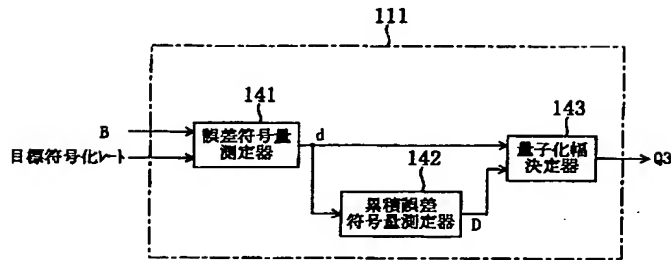 111
141
143
B
誤差符号量
測定器
d
量子化幅
決定器
目標符号化レート
142
Q3
累積誤差
符号量測定器
D